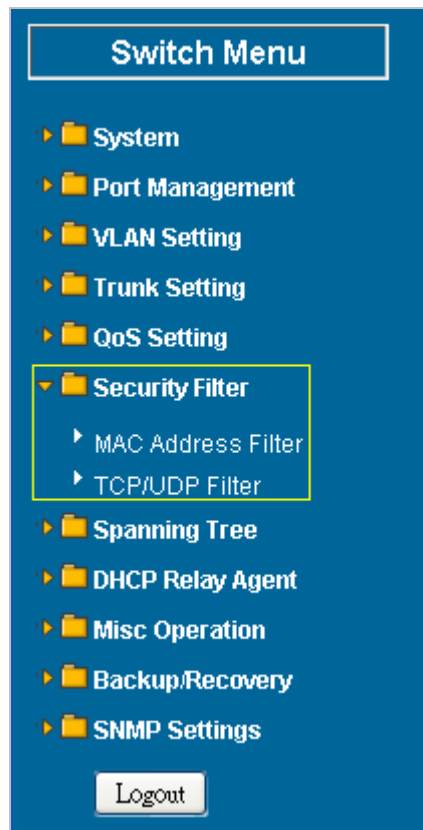 Switch Menu
System
Port Management
VLAN Setting
Trunk Setting
QoS Setting
Security Filter
MAC Address Filter
TCP/UDP Filter
Spanning Tree
DHCP Relay Agent
Misc Operation
Backup/Recovery
SNMP Settings
Logout